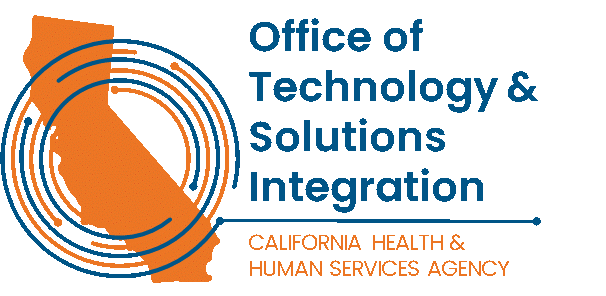 Office of
Technology &
Solutions
Integration
CALIFORNIA HEALTH &
HUMAN SERVICES AGENCY